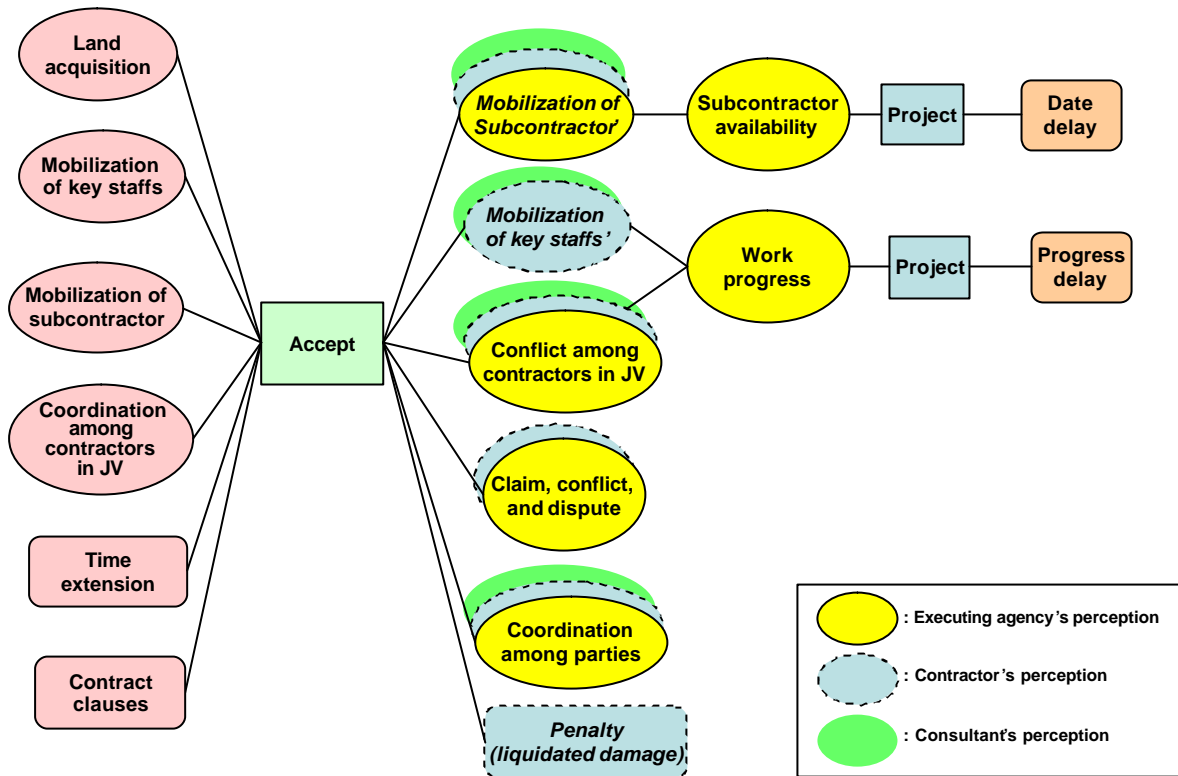 Land
acquisition
Mobilization
of key staffs
Mobilization of
subcontractor
Coordination
among
contractors
in JV
Time
extension
Contract
clauses
Accept
Mobilization of
Subcontractor’
Mobilization
of key staffs’
Conflict among
contractors in JV
Claim, conflict,
and dispute
Coordination
among parties
Penalty
(liquidated damage)
Subcontractor
availability
Project
Date
delay
Work
progress
Project
Progress
delay
: Executing agency’s perception
: Contractor’s perception
: Consultant’s perception